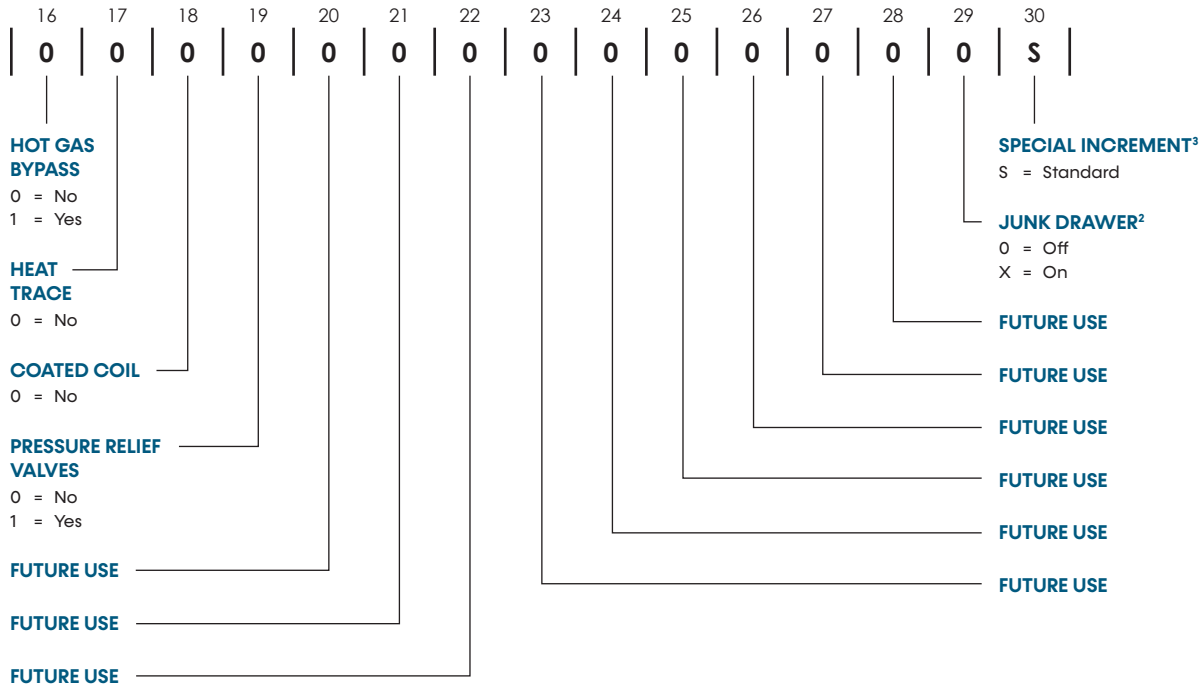 16 17 18 19 20 21 22 23 24 25 26 27 28 29 30
0 0 0 0 0 0 0 0 0 0 0 0 0 0 S
HOT GAS
BYPASS
0 = No
1 = Yes
HEAT
TRACE
0 = No
COATED COIL
0 = No
PRESSURE RELIEF
VALVES
0 = No
1 = Yes
FUTURE USE
FUTURE USE
FUTURE USE
SPECIAL INCREMENT³
S = Standard
JUNK DRAWER²
0 = Off
X = On
FUTURE USE
FUTURE USE
FUTURE USE
FUTURE USE
FUTURE USE
FUTURE USE